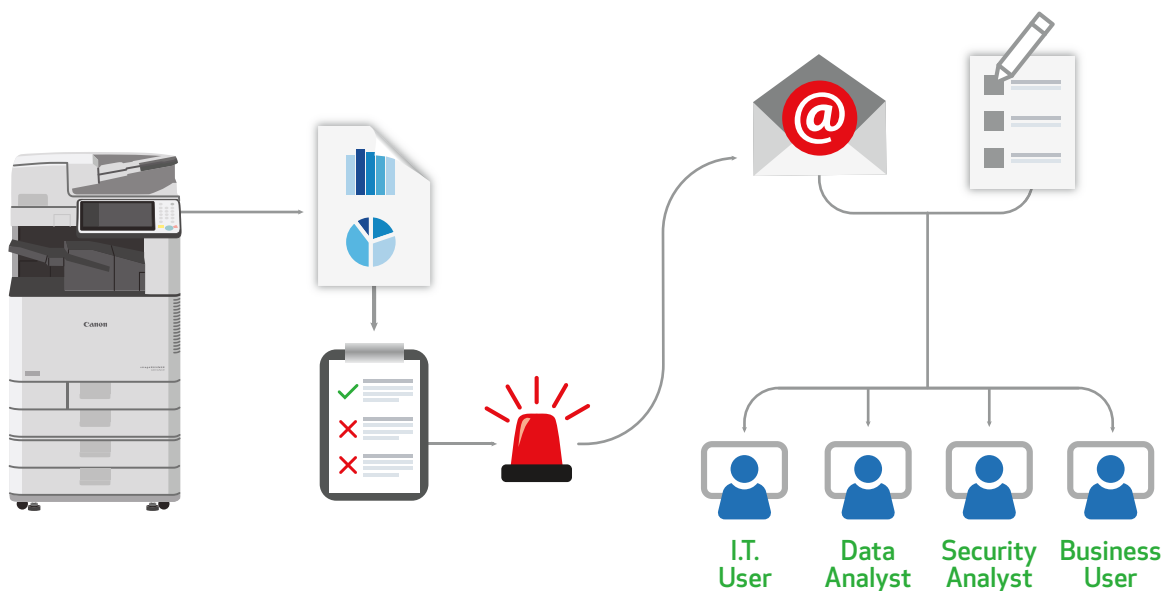 Canon
@
I.T.
User
Data
Analyst
Security
Analyst
Business
User